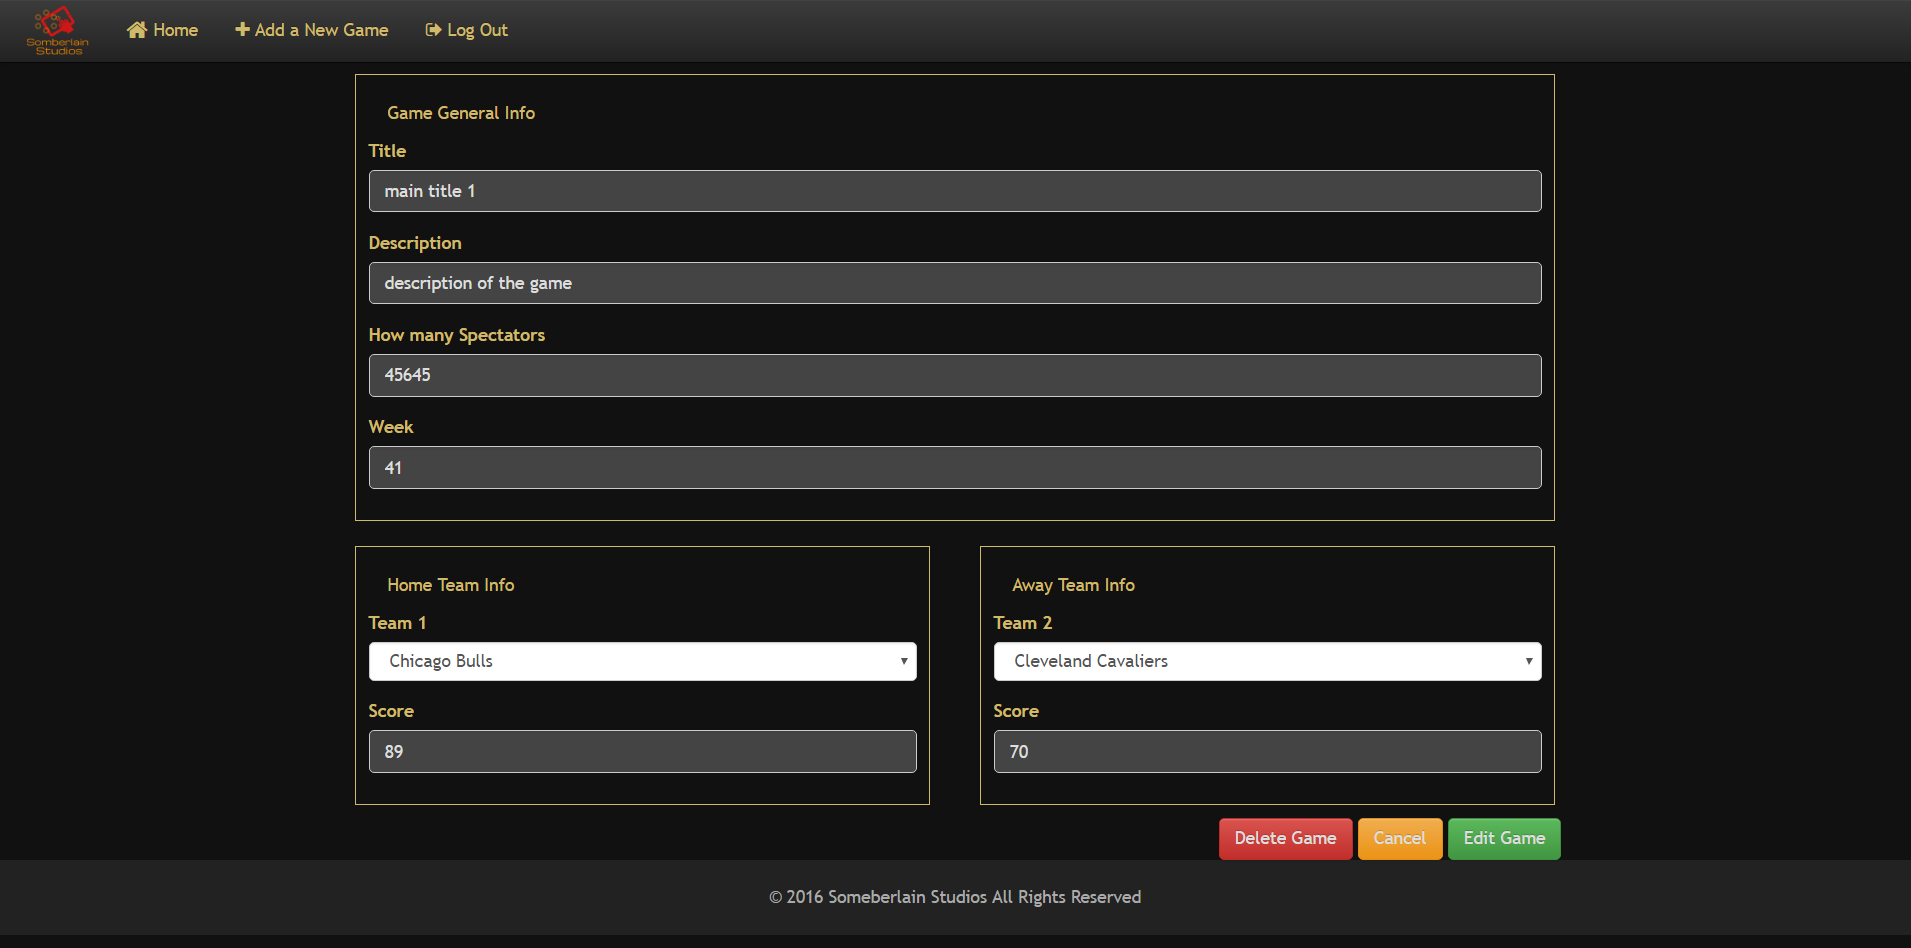 Somberlain
Studios
Home
Add a New Game
Log Out
Game General Info
Title
main title 1
Description
description of the game
How many Spectators
45645
Week
41
Home Team Info
Team 1
Chicago Bulls
Score
89
Away Team Info
Team 2
Cleveland Cavaliers
Score
70
Delete Game
Cancel
Edit Game
© 2016 Someberlain Studios All Rights Reserved